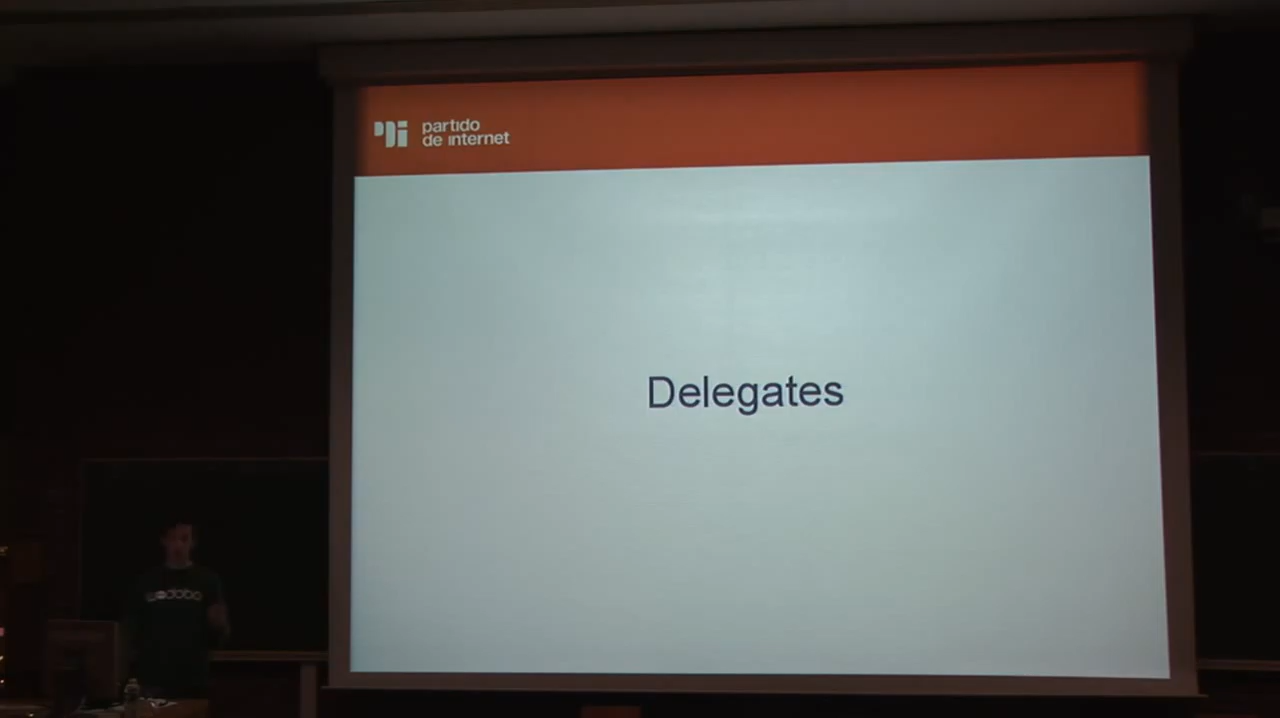 partido
de internet
Delegates